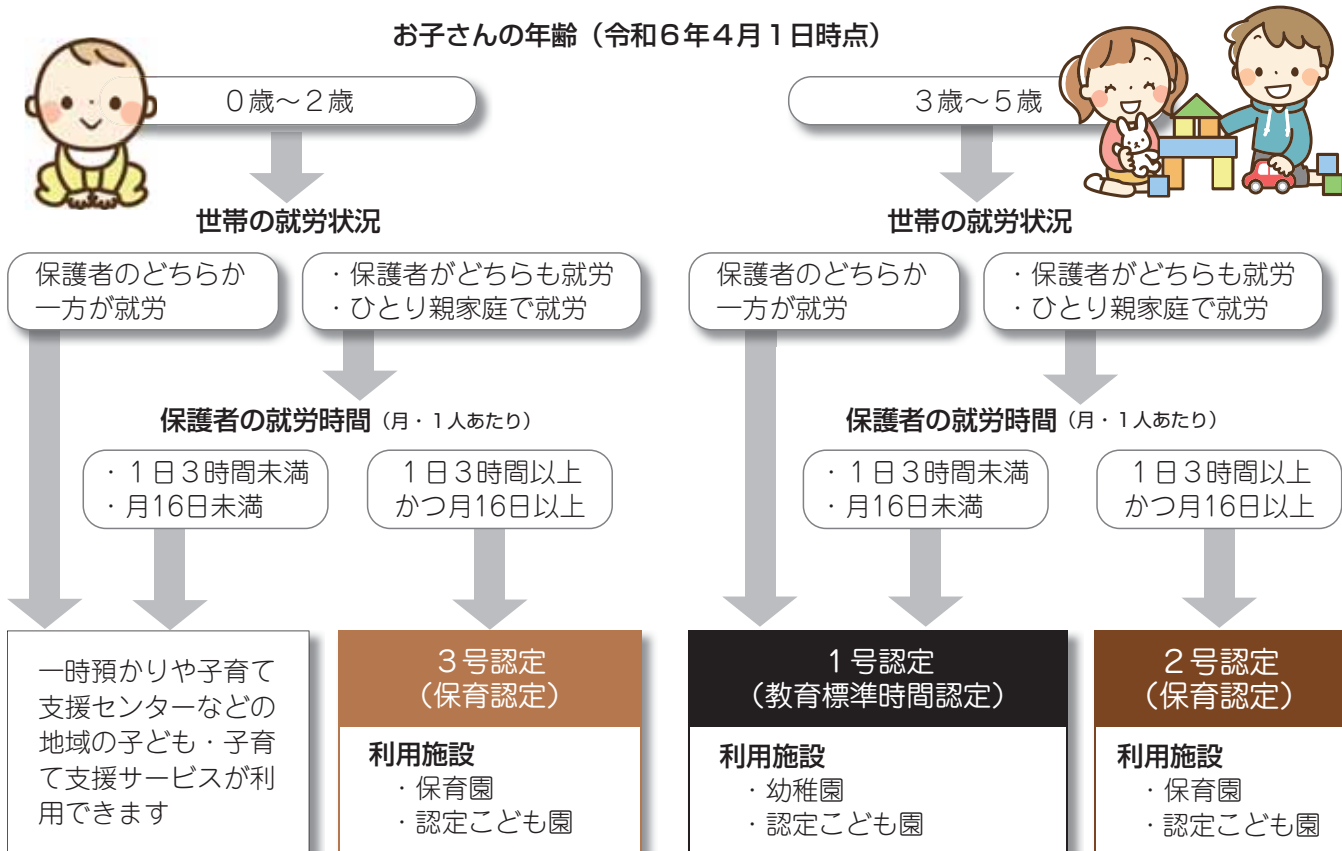 お子さんの年齢（令和６年４月１日時点）
０歳～２歳
世帯の就労状況
保護者のどちらか
一方が就労
・保護者がどちらも就労
・ひとり親家庭で就労
保護者の就労時間（月・１人あたり）
・１日３時間未満
・月16日未満
１日３時間以上
かつ月16日以上
一時預かりや子育て
支援センターなどの
地域の子ども・子育
て支援サービスが利
用できます
３号認定
（保育認定）
利用施設
・保育園
・認定こども園
３歳～５歳
世帯の就労状況
保護者のどちらか
一方が就労
・保護者がどちらも就労
・ひとり親家庭で就労
保護者の就労時間（月・１人あたり）
・１日３時間未満
・月16日未満
１日３時間以上
かつ月16日以上
１号認定
（教育標準時間認定）
利用施設
・幼稚園
・認定こども園
２号認定
（保育認定）
利用施設
・保育園
・認定こども園